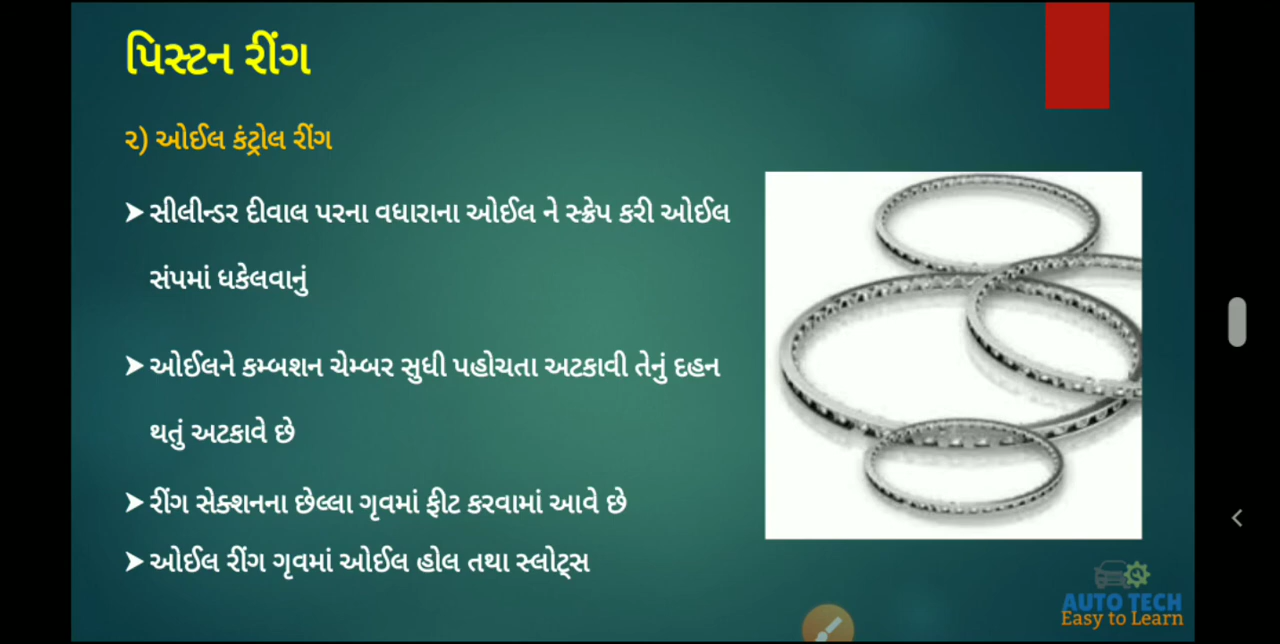 પિસ્ટન રીંગ
૨) ઓઈલ કંટ્રોલ રીંગ
➤ સીલીન્ડર દીવાલ પરના વધારાના ઓઈલ ને સ્ક્રેપ કરી ઓઈલ
સંપમાં ધકેલવાનું
➤ ઓઈલને કમ્બશન ચેમ્બર સુધી પહોચતા અટકાવી તેનું દહન
થતું અટકાવે છે
➤ રીંગ સેક્શનના છેલ્લા ગૃવમાં ફીટ કરવામાં આવે છે
➤ ઓઈલ રીંગ ગૃવમાં ઓઈલ હોલ તથા સ્લોટ્સ
AUTO TECH
Easy to Learn